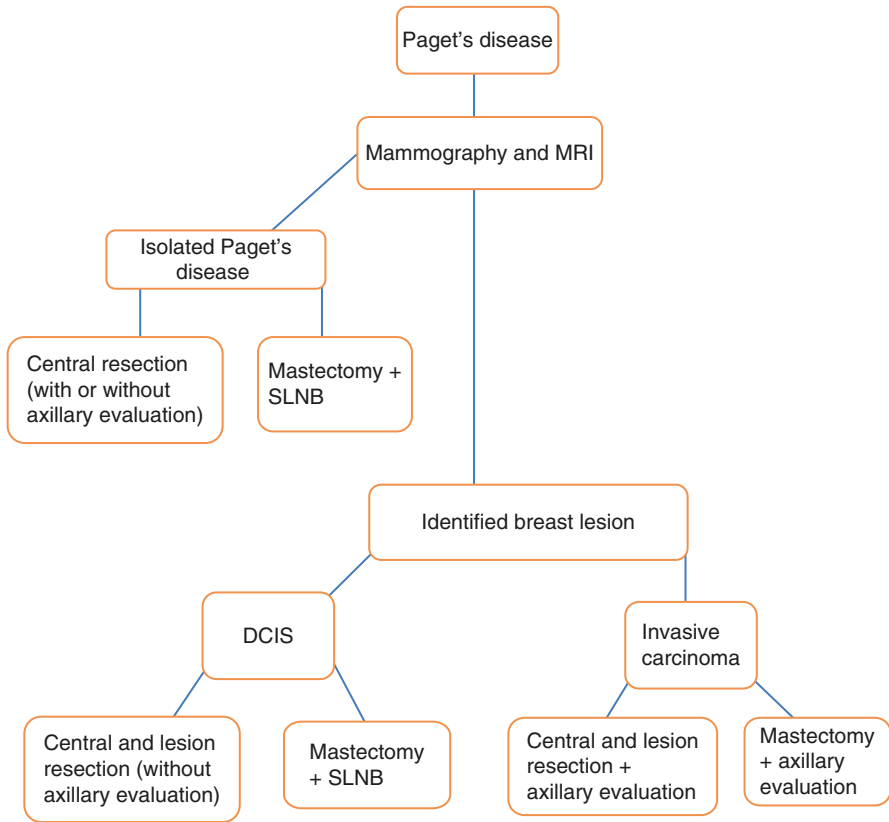 Paget's disease
Mammography and MRI
Isolated Paget's
disease
Central resection
(with or without
axillary evaluation)
Mastectomy +
SLNB
Identified breast lesion
DCIS
Invasive
carcinoma
Central and lesion
resection (without
axillary evaluation)
Mastectomy
+ SLNB
Central and lesion
resection +
axillary evaluation
Mastectomy
+ axillary
evaluation